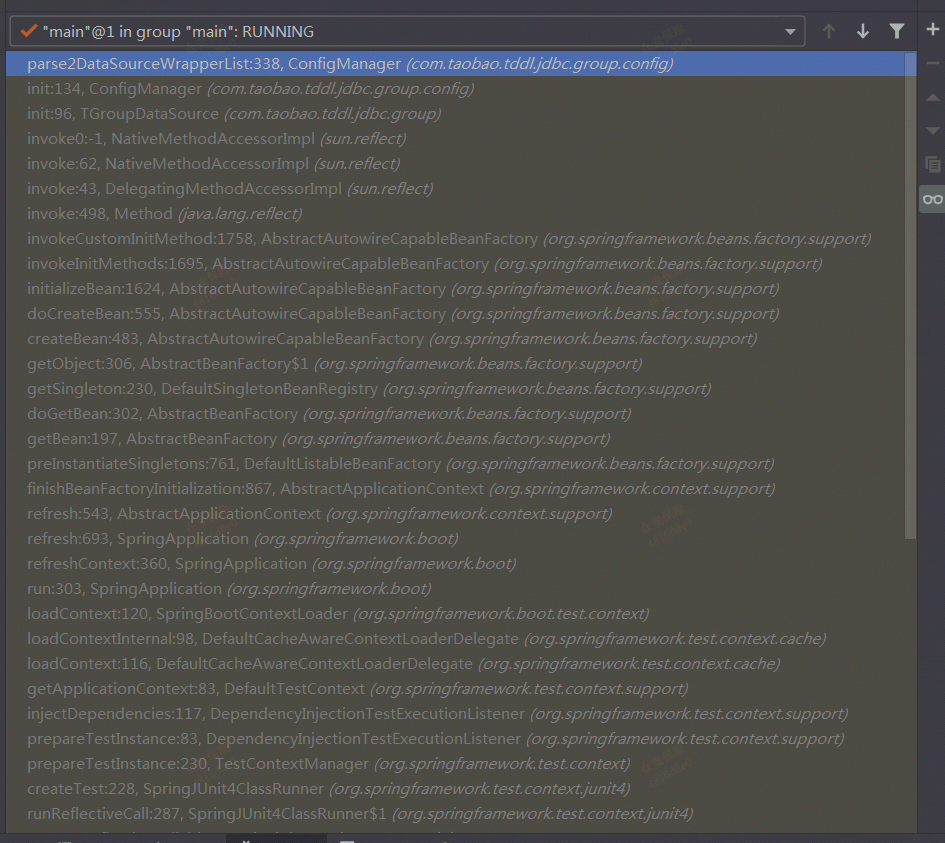 "main"@1 in group "main": RUNNING
parse2DataSourceWrapperList:338, ConfigManager (com.taobao.tddl.jdbc.group.config)
init:134, ConfigManager (com.taobao.tddl.jdbc.group.config)
init:96, TGroupDataSource (com.taobao.tddl.jdbc.group)
invoke0:-1, NativeMethodAccessorImpl (sun.reflect)
invoke:62, NativeMethodAccessorImpl (sun.reflect)
invoke:43, DelegatingMethodAccessorImpl (sun.reflect)
invoke:498, Method (java.lang.reflect)
invokeCustomInitMethod:1758, AbstractAutowireCapableBeanFactory (org.springframework.beans.factory.support)
invokeInitMethods:1695, AbstractAutowireCapableBeanFactory (org.springframework.beans.factory.support)
initializeBean:1624, AbstractAutowireCapableBeanFactory (org.springframework.beans.factory.support)
doCreateBean:555, AbstractAutowireCapableBeanFactory (org.springframework.beans.factory.support)
createBean:483, AbstractAutowireCapableBeanFactory (org.springframework.beans.factory.support)
getObject:306, AbstractBeanFactory$1 (org.springframework.beans.factory.support)
getSingleton:230, DefaultSingletonBeanRegistry (org.springframework.beans.factory.support)
doGetBean:302, AbstractBeanFactory (org.springframework.beans.factory.support)
getBean:197, AbstractBeanFactory (org.springframework.beans.factory.support)
preInstantiateSingletons:761, DefaultListableBeanFactory (org.springframework.beans.factory.support)
finishBeanFactoryInitialization:867, AbstractApplicationContext (org.springframework.context.support)
refresh:543, AbstractApplicationContext (org.springframework.context.support)
refresh:693, SpringApplication (org.springframework.boot)
refreshContext:360, SpringApplication (org.springframework.boot)
run:303, SpringApplication (org.springframework.boot)
loadContext:120, SpringBootContextLoader (org.springframework.boot.test.context)
loadContextInternal:98, DefaultCacheAwareContextLoaderDelegate (org.springframework.test.context.cache)
loadContext:116, DefaultCacheAwareContextLoaderDelegate (org.springframework.test.context.cache)
getApplicationContext:83, DefaultTestContext (org.springframework.test.context.support)
injectDependencies:117, DependencyInjectionTestExecutionListener (org.springframework.test.context.support)
prepareTestInstance:83, DependencyInjectionTestExecutionListener (org.springframework.test.context.support)
prepareTestInstance:230, TestContextManager (org.springframework.test.context)
createTest:228, SpringJUnit4ClassRunner (org.springframework.test.context.junit4)
runReflectiveCall:287, SpringJUnit4ClassRunner$1 (org.springframework.test.context.junit4)